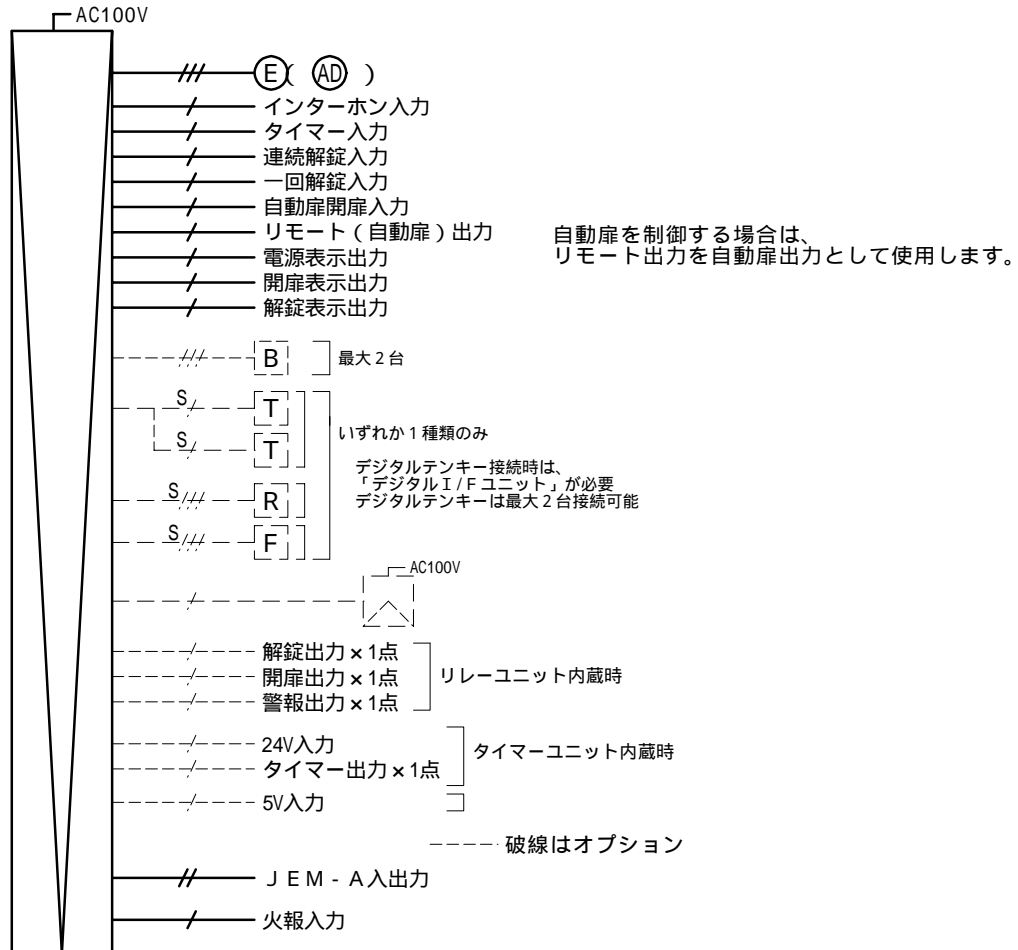 AC100V
E( AD )
インターホン入力
タイマー入力
連続解錠入力
一回解錠入力
自動扉開扉入力
リモート(自動扉)出力
自動扉を制御する場合は、
リモート出力を自動扉出力として使用します。
電源表示出力
開扉表示出力
解錠表示出力
B
最大2台
S
T
S
T
いずれか1種類のみ
デジタルテンキー接続時は、
「デジタルI/Fユニット」が必要
デジタルテンキーは最大2台接続可能
S
R
S
F
AC100V
解錠出力×1点
開扉出力×1点
警報出力×1点
リレーユニット内蔵時
24V入力
タイマー出力×1点
タイマーユニット内蔵時
5V入力
破線はオプション
JEM-A入出力
火報入力